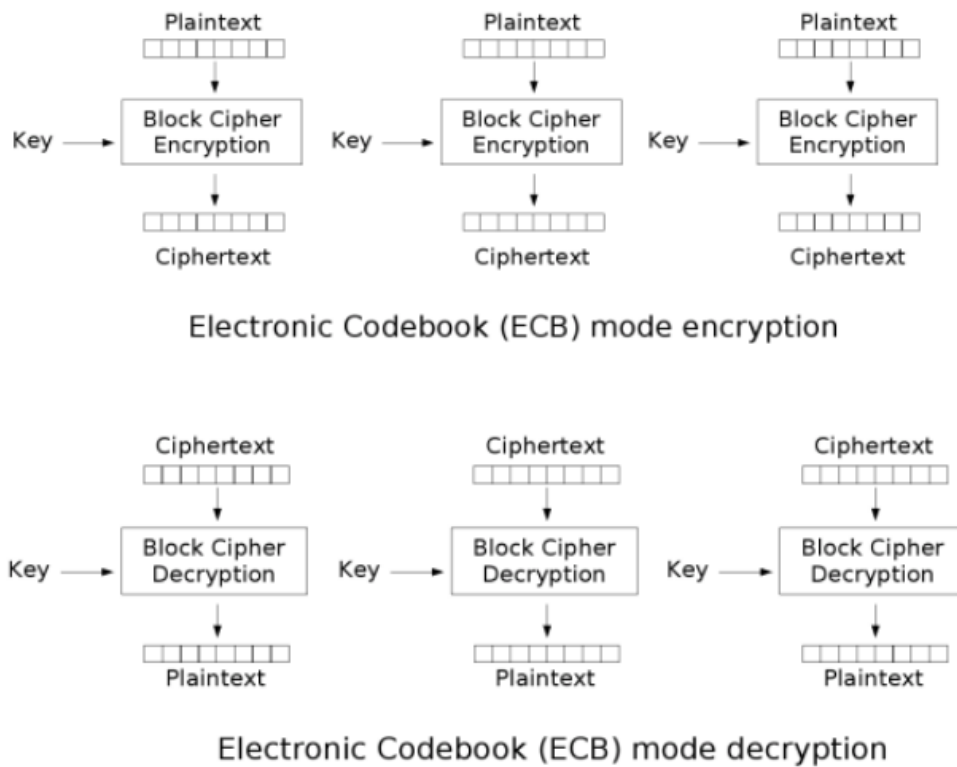 Plaintext Plaintext Plaintext
Key Block Cipher Encryption Key Block Cipher Encryption Key Block Cipher Encryption
Ciphertext Ciphertext Ciphertext
Electronic Codebook (ECB) mode encryption
Ciphertext Ciphertext Ciphertext
Key Block Cipher Decryption Key Block Cipher Decryption Key Block Cipher Decryption
Plaintext Plaintext Plaintext
Electronic Codebook (ECB) mode decryption